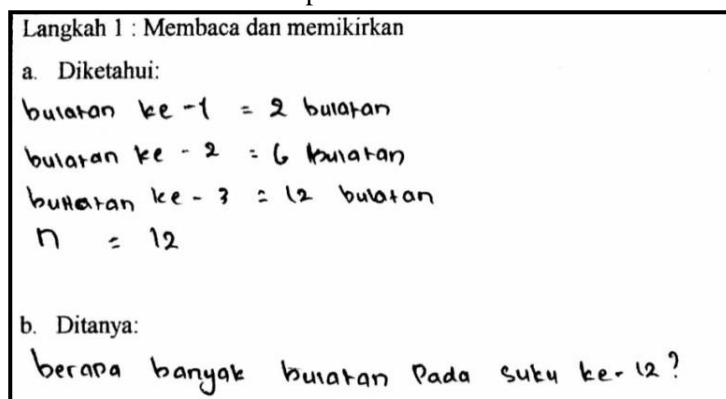 Langkah 1 : Membaca dan memikirkan
a. Diketahui:
bulatan ke -1 = 2 bulatan
bulatan ke - 2 = 6 bulatan
bulatan ke - 3 = 12 bulatan
n = 12
b. Ditanya:
berapa banyak bulatan Pada suku ke- 12?